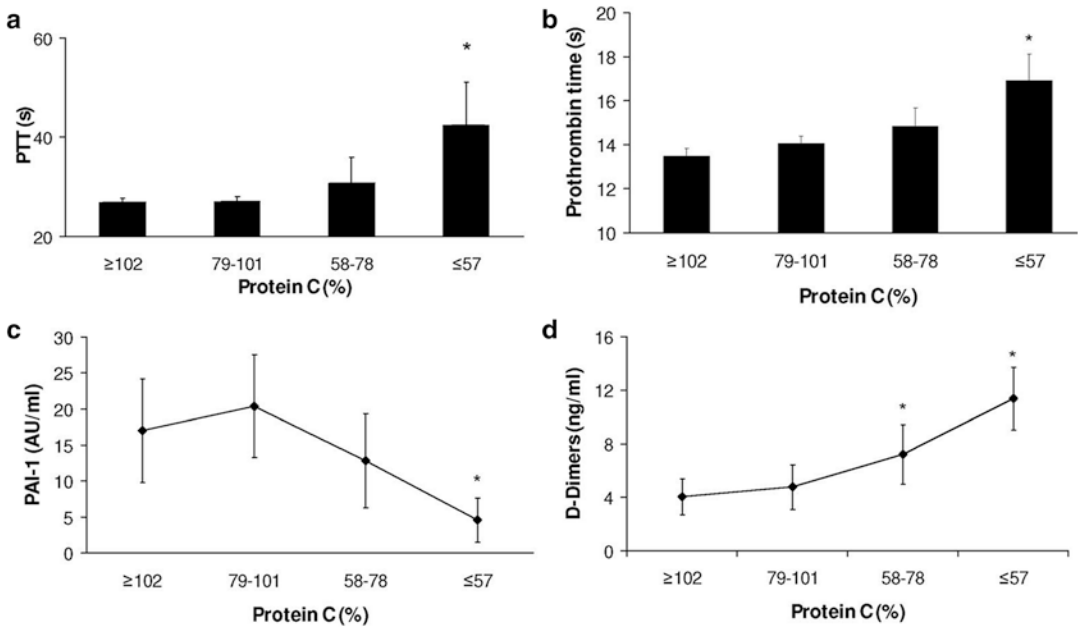 a
60
*
40
20
PTT (s)
≥102 79-101 58-78 ≤57
Protein C (%)
b
20
18
16
14
12
10
*
Prothrombin time (s)
≥102 79-101 58-78 ≤57
Protein C (%)
c
30
25
20
15
10
5
0
*
PAI-1 (AU/ml)
≥102 79-101 58-78 ≤57
Protein C (%)
d
16
12
8
4
0
*
*
D-Dimers (ng/ml)
≥102 79-101 58-78 ≤57
Protein C (%)